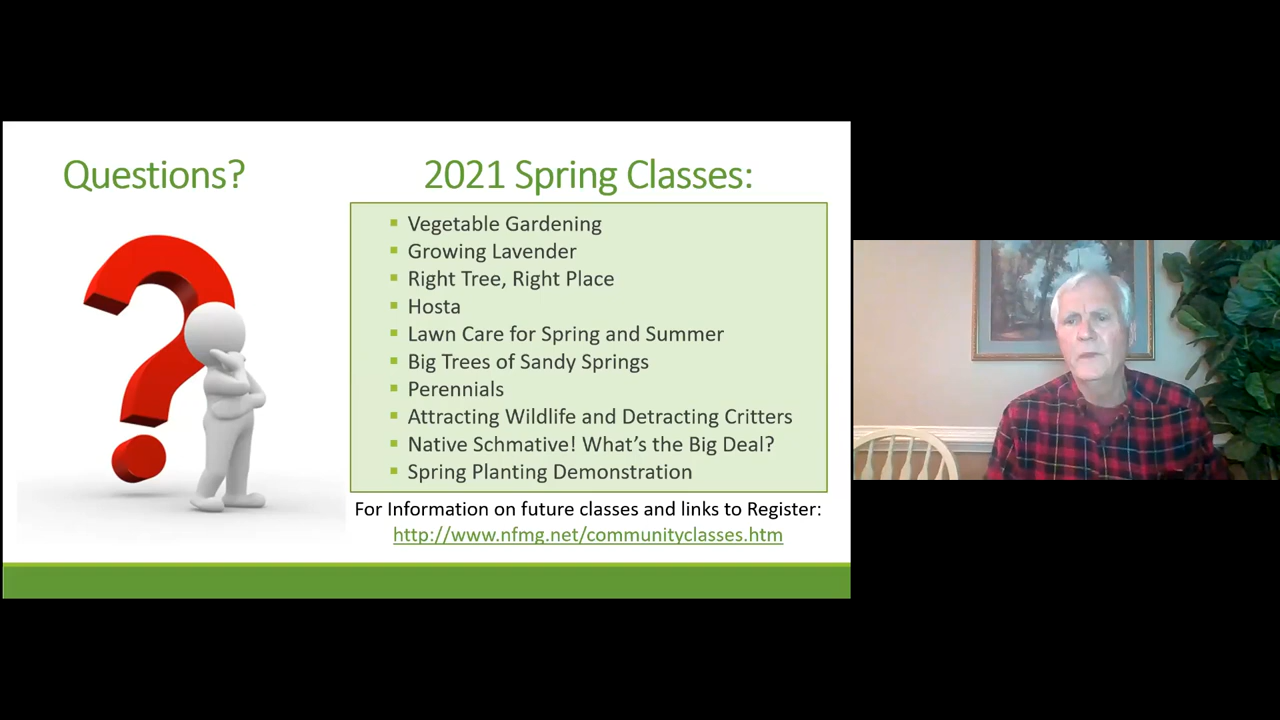 Questions?
2021 Spring Classes:
Vegetable Gardening
Growing Lavender
Right Tree, Right Place
Hosta
Lawn Care for Spring and Summer
Big Trees of Sandy Springs
Perennials
Attracting Wildlife and Detracting Critters
Native Schmative! What’s the Big Deal?
Spring Planting Demonstration
For Information on future classes and links to Register:
http://www.nfmg.net/communityclasses.htm